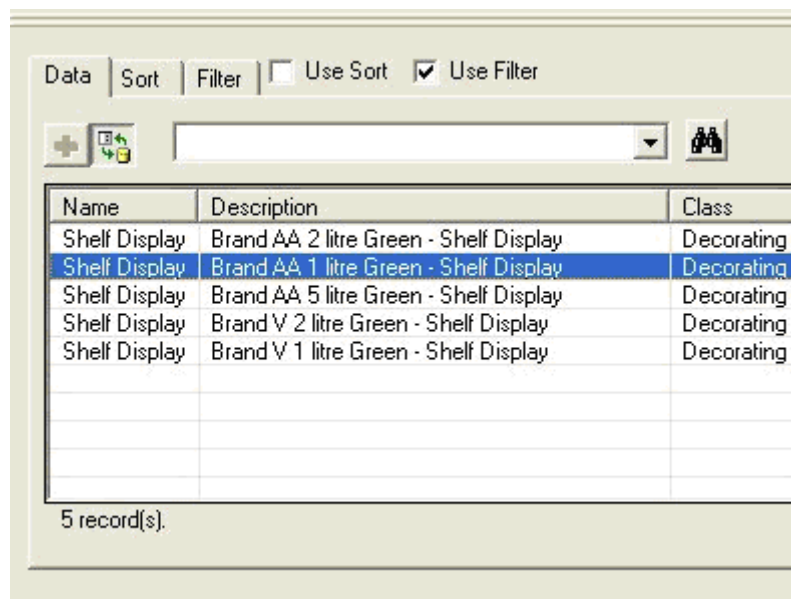 Data Sort Filter Use Sort Use Filter
Name Description Class
Shelf Display Brand AA 2 litre Green - Shelf Display Decorating
Shelf Display Brand AA 1 litre Green - Shelf Display Decorating
Shelf Display Brand AA 5 litre Green - Shelf Display Decorating
Shelf Display Brand V 2 litre Green - Shelf Display Decorating
Shelf Display Brand V 1 litre Green - Shelf Display Decorating
5 record(s).